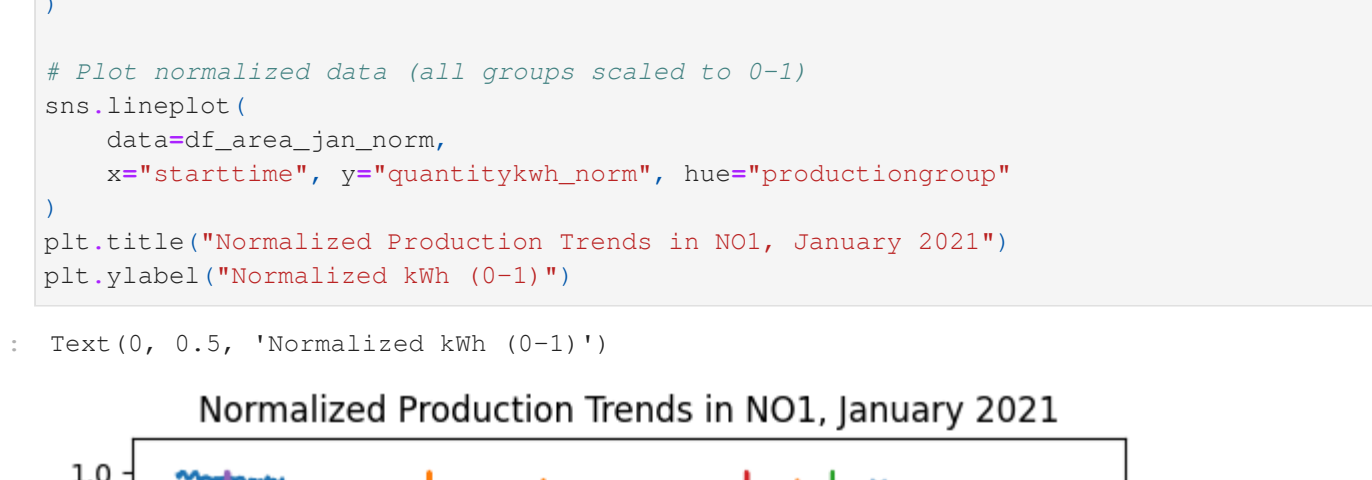 )
# Plot normalized data (all groups scaled to 0-1)
sns.lineplot(
    data=df_area_jan_norm,
    x="starttime", y="quantitykwh_norm", hue="productiongroup"
)
plt.title("Normalized Production Trends in NO1, January 2021")
plt.ylabel("Normalized kWh (0-1)")
: Text(0, 0.5, 'Normalized kWh (0-1)')
Normalized Production Trends in NO1, January 2021
1.0